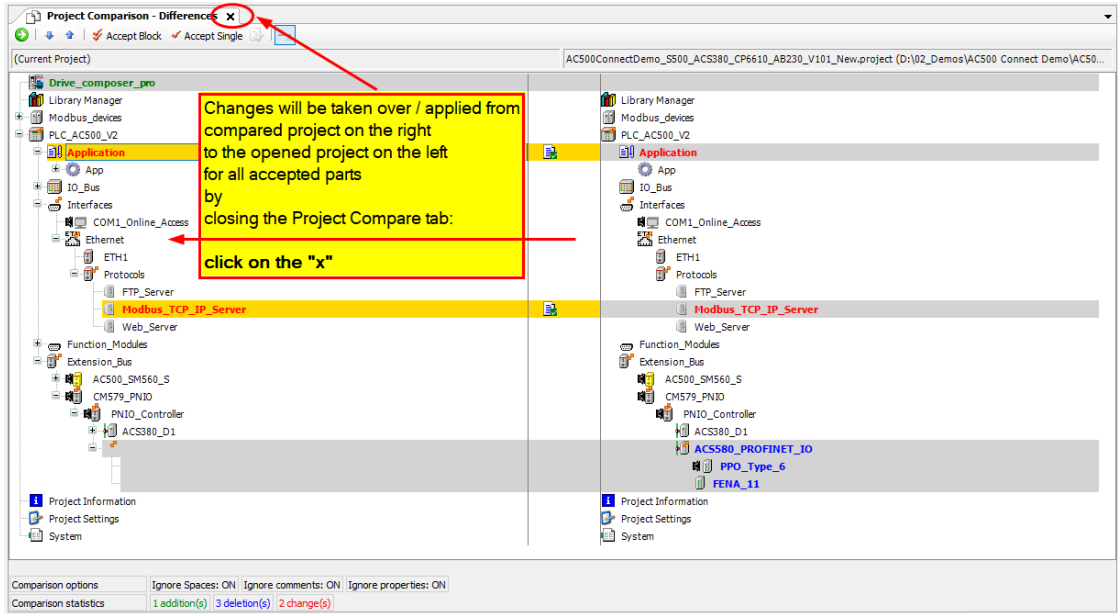 Project Comparison - Differences
Accept Block Accept Single
(Current Project) AC500ConnectDemo_S500_ACS380_CP6610_AB230_V101_New.project (D:\02_Demos\AC500 Connect Demo\AC50...
Drive_composer_pro
Library Manager Library Manager
Modbus_devices Modbus_devices
PLC_AC500_V2 PLC_AC500_V2
Application Application
App App
IO_Bus IO_Bus
Interfaces Interfaces
COM1_Online_Access COM1_Online_Access
Ethernet Ethernet
ETH1 ETH1
Protocols Protocols
FTP_Server FTP_Server
Modbus_TCP_IP_Server Modbus_TCP_IP_Server
Web_Server Web_Server
Function_Modules Function_Modules
Extension_Bus Extension_Bus
AC500_SM560_S AC500_SM560_S
CM579_PNIO CM579_PNIO
PNIO_Controller PNIO_Controller
ACS380_D1 ACS380_D1
ACS580_PROFINET_IO
PPO_Type_6
FENA_11
Project Information Project Information
Project Settings Project Settings
System System
Changes will be taken over / applied from
compared project on the right
to the opened project on the left
for all accepted parts
by
closing the Project Compare tab:
click on the "x"
Comparison options Ignore Spaces: ON Ignore comments: ON Ignore properties: ON
Comparison statistics 1 addition(s) 3 deletion(s) 2 change(s)